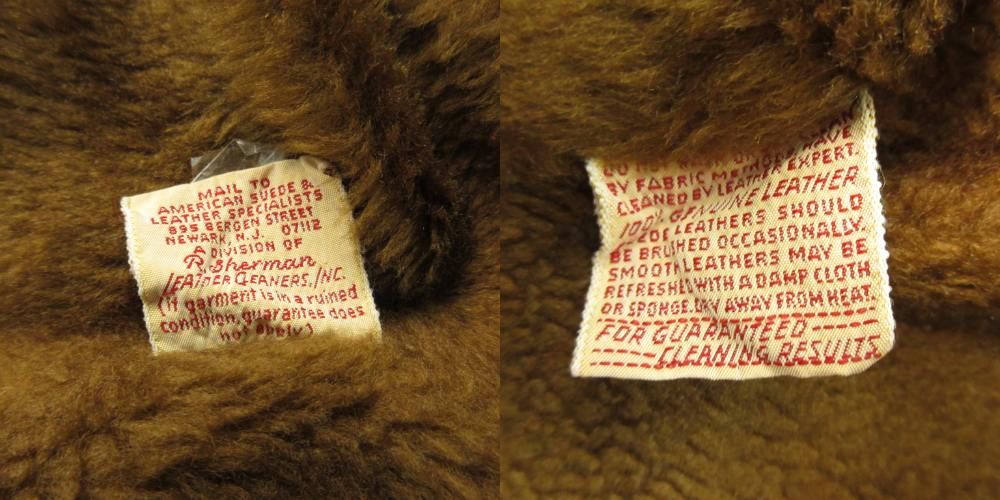 MAIL TO
AMERICAN SUEDE &
LEATHER SPECIALISTS
895 BERGEN STREET
NEWARK, N.J. 07112
A DIVISION OF
R. Sherman
LEATHER CLEANERS, INC.
(If garment is in a ruined
condition, guarantee does
not apply)
BY FABRIC
CLEANED BY LEATHER EXPERT
100% GENUINE LEATHER
SUEDE LEATHERS SHOULD
BE BRUSHED OCCASIONALLY.
SMOOTH LEATHERS MAY BE
REFRESHED WITH A DAMP CLOTH
OR SPONGE. DRY AWAY FROM HEAT.
FOR GUARANTEED
CLEANING RESULTS